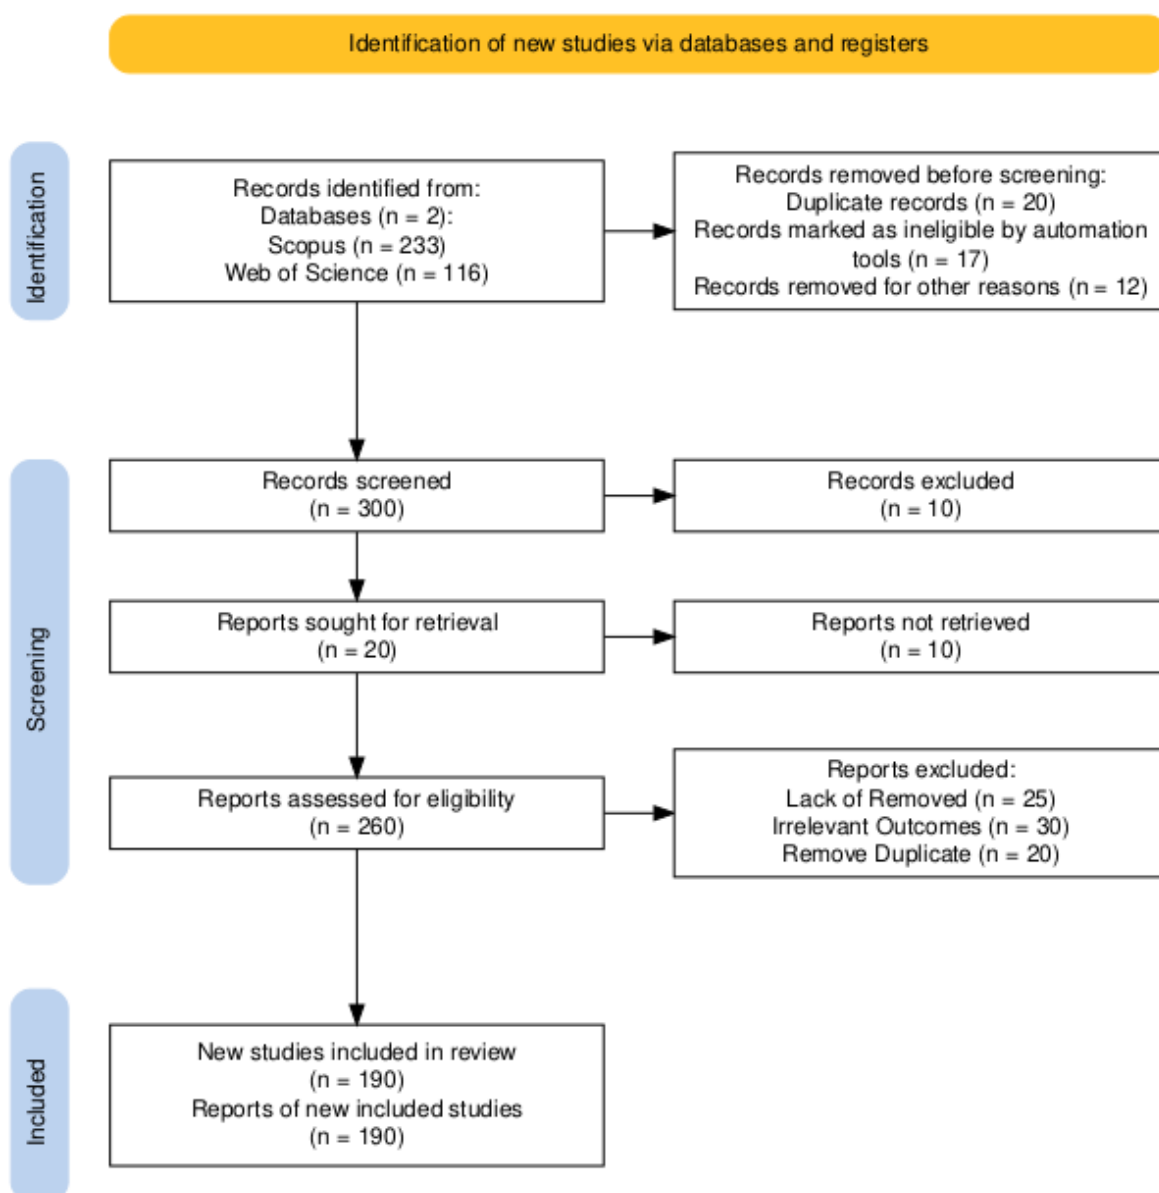 Identification of new studies via databases and registers
Identification
Records identified from:
Databases (n = 2):
Scopus (n = 233)
Web of Science (n = 116)
Records removed before screening:
Duplicate records (n = 20)
Records marked as ineligible by automation
tools (n = 17)
Records removed for other reasons (n = 12)
Screening
Records screened
(n = 300)
Records excluded
(n = 10)
Reports sought for retrieval
(n = 20)
Reports not retrieved
(n = 10)
Reports assessed for eligibility
(n = 260)
Reports excluded:
Lack of Removed (n = 25)
Irrelevant Outcomes (n = 30)
Remove Duplicate (n = 20)
Included
New studies included in review
(n = 190)
Reports of new included studies
(n = 190)